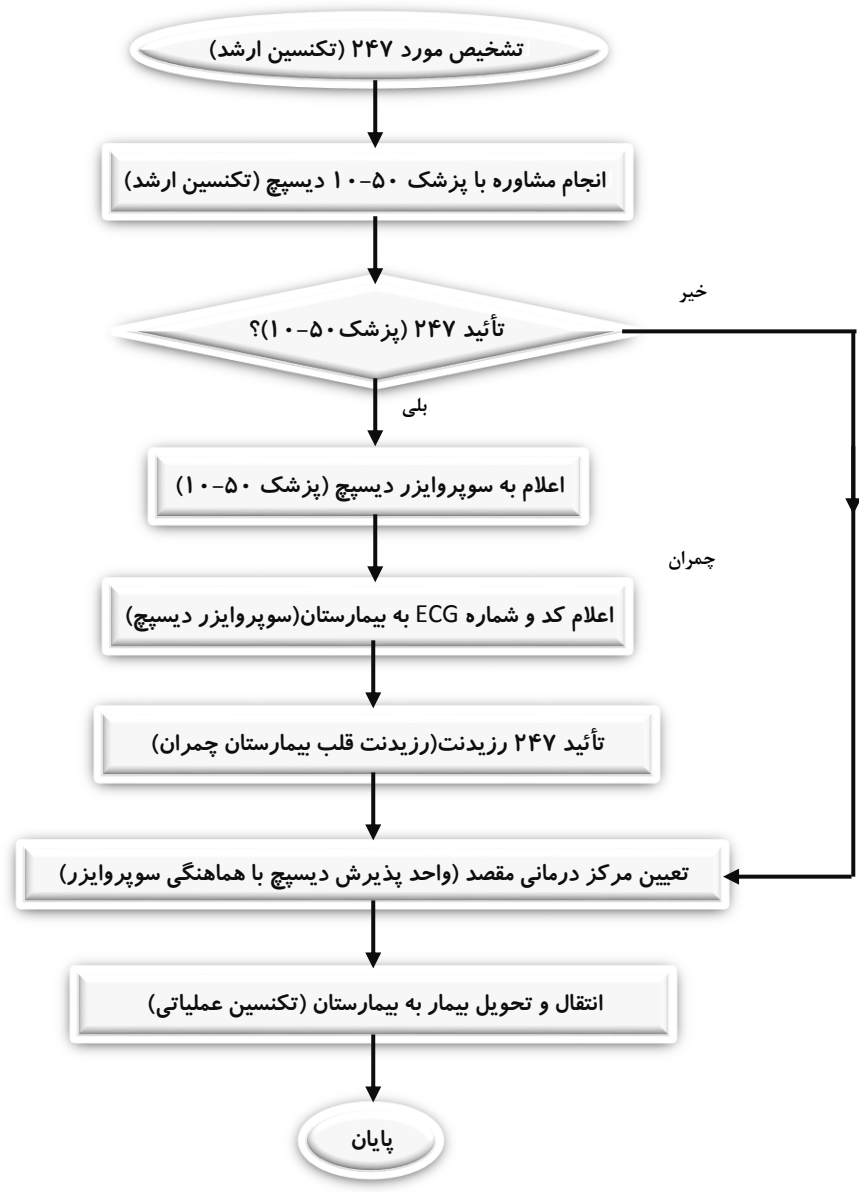 تشخیص مورد ۲۴۷ (تکنسین ارشد)
انجام مشاوره با پزشک ۵۰-۱۰ دیسپچ (تکنسین ارشد)
خیر
تأئید ۲۴۷ (پزشک۵۰-۱۰)؟
بلی
اعلام به سوپروایزر دیسپچ (پزشک ۵۰-۱۰)
چمران
اعلام کد و شماره ECG به بیمارستان(سوپروایزر دیسپچ)
تأئید ۲۴۷ رزیدنت(رزیدنت قلب بیمارستان چمران)
تعیین مرکز درمانی مقصد (واحد پذیرش دیسپچ با هماهنگی سوپروایزر)
انتقال و تحویل بیمار به بیمارستان (تکنسین عملیاتی)
پایان